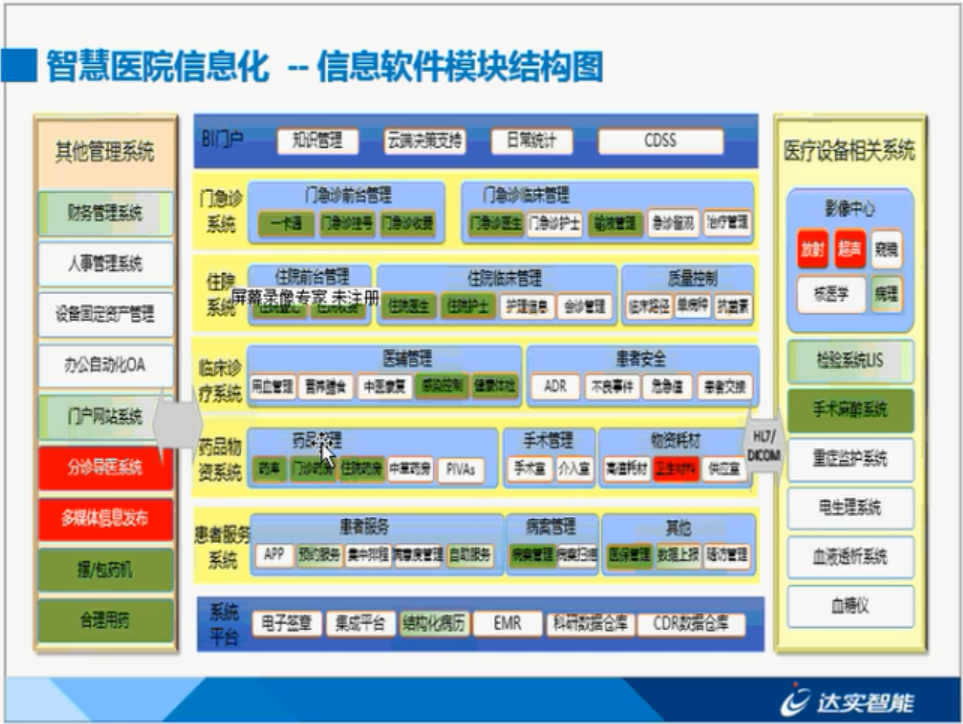 智慧医院信息化 -- 信息软件模块结构图
其他管理系统
财务管理系统
人事管理系统
设备固定资产管理
办公自动化OA
门户网站系统
分诊导医系统
多媒体信息发布
摆/包药机
合理用药
BI门户 知识管理 云端决策支持 日常统计 CDSS
门急诊
系统
门急诊前台管理
一卡通 门急诊挂号 门急诊收费
门急诊临床管理
门急诊医生 门急诊护士 输液管理 急诊留观 治疗管理
住院
系统
住院前台管理
屏幕录像专家 未注册
住院临床管理
住院医生 住院护士 护理信息 会诊管理
质量控制
临床路径 单病种 抗菌素
临床诊
疗系统
医辅管理
用血管理 营养膳食 中医康复 感染控制 健康体检
患者安全
ADR 不良事件 危急值 患者交接
药品物
资系统
药品管理
药库 门诊药房 住院药房 中草药房 PIVAs
手术管理
手术室 介入室
物资耗材
高值耗材 卫生材料 供应室
HL7/
DICOM
患者服务
系统
患者服务
APP 预约服务 集中排程 满意度管理 自助服务
病案管理
病案管理 病案扫描
其他
医保管理 数据上报 随访管理
系统
平台
电子签章 集成平台 结构化病历 EMR 科研数据仓库 CDR数据仓库
医疗设备相关系统
影像中心
放射 超声 窥镜
核医学 病理
检验系统LIS
手术麻醉系统
重症监护系统
电生理系统
血液透析系统
血糖仪
达实智能